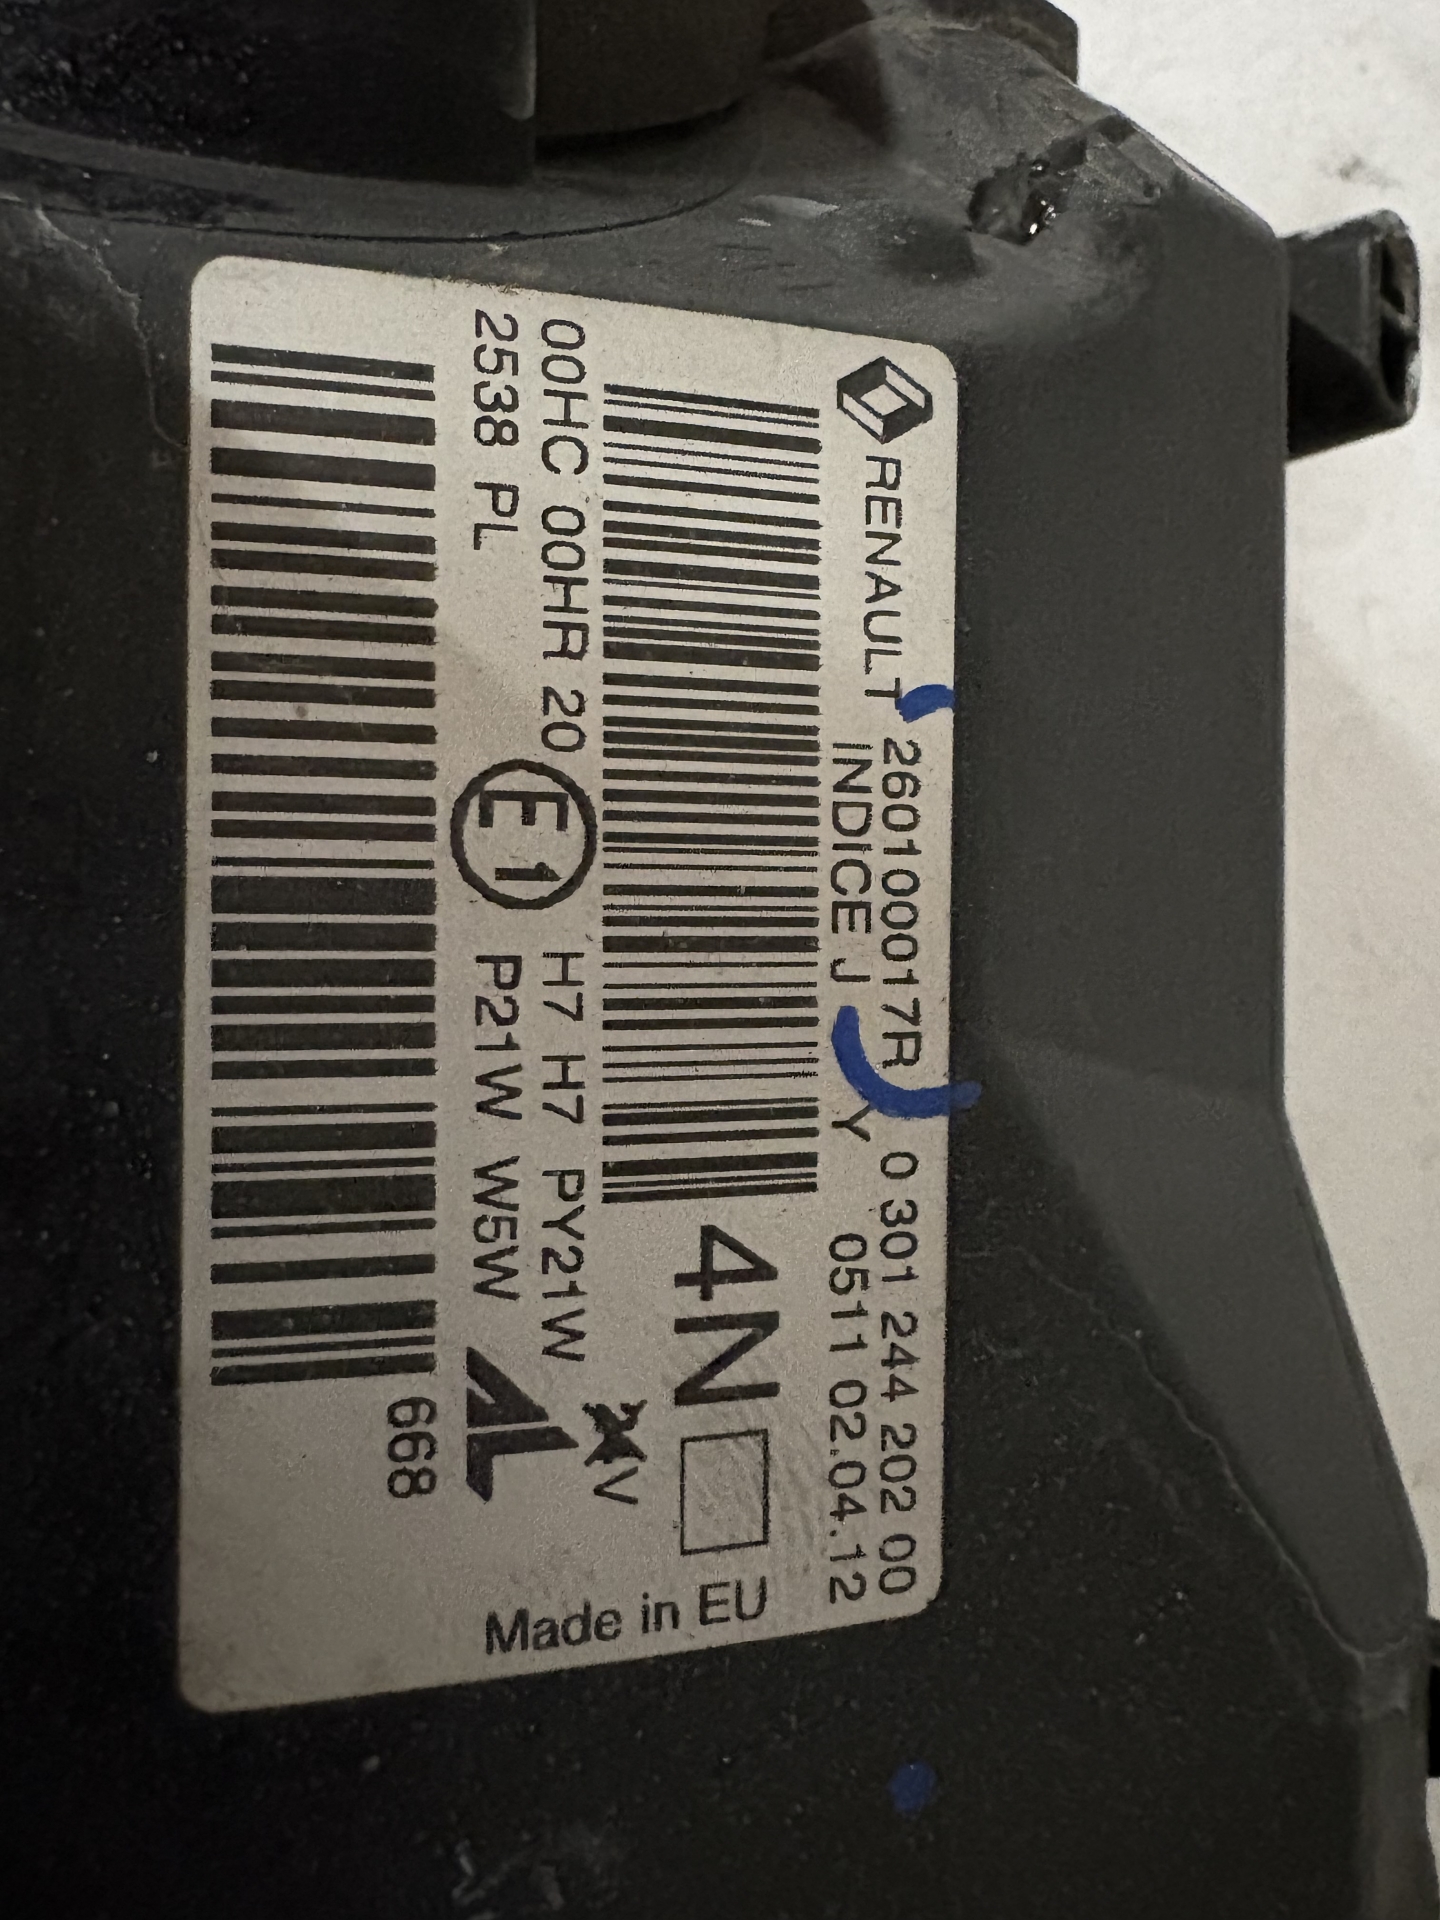 RENAULT 260100017R 0 301 244 202 00
INDICE J Y 0511 02.04.12
4N
00HC 00HR 20 E1 H7 H7 PY21W
2538 PL P21W W5W AL
V
668
Made in EU